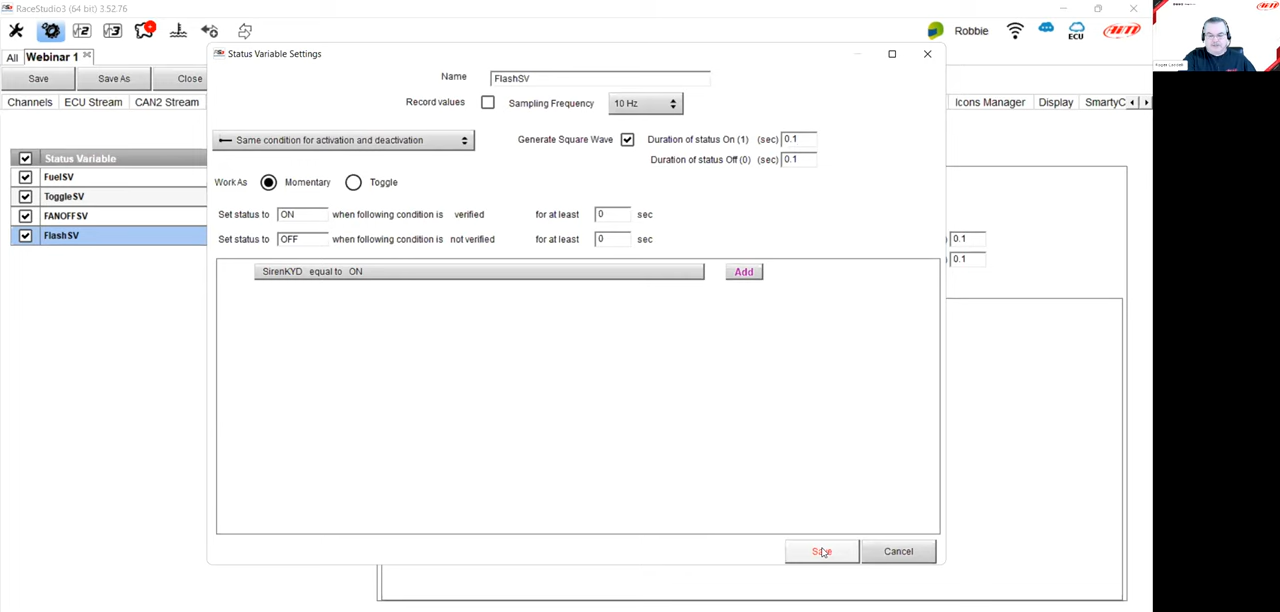 RaceStudio3 (64 bit) 3.52.76
Robbie
ECU
All Webinar 1
Save Save As Close
Channels ECU Stream CAN2 Stream
Icons Manager Display SmartyC
Status Variable Settings
Name FlashSV
Record values Sampling Frequency 10 Hz
Same condition for activation and deactivation
Generate Square Wave Duration of status On (1) (sec) 0.1
Duration of status Off (0) (sec) 0.1
Work As Momentary Toggle
Set status to ON when following condition is verified for at least 0 sec
Set status to OFF when following condition is not verified for at least 0 sec
SirenKYD equal to ON Add
Status Variable
FuelSV
ToggleSV
FANOFFSV
FlashSV
0.1
0.1
Save Cancel